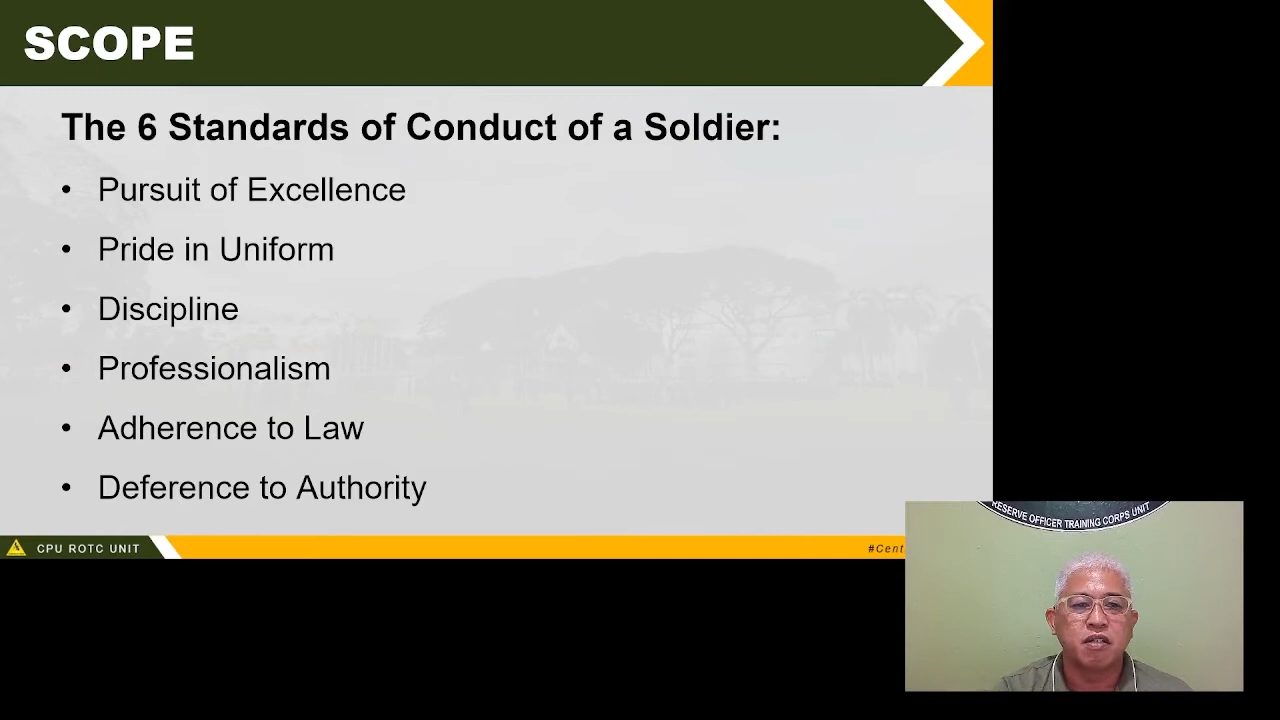 SCOPE
The 6 Standards of Conduct of a Soldier:
• Pursuit of Excellence
• Pride in Uniform
• Discipline
• Professionalism
• Adherence to Law
• Deference to Authority
CPU ROTC UNIT
#Cent
RESERVE OFFICER TRAINING CORPS UNIT